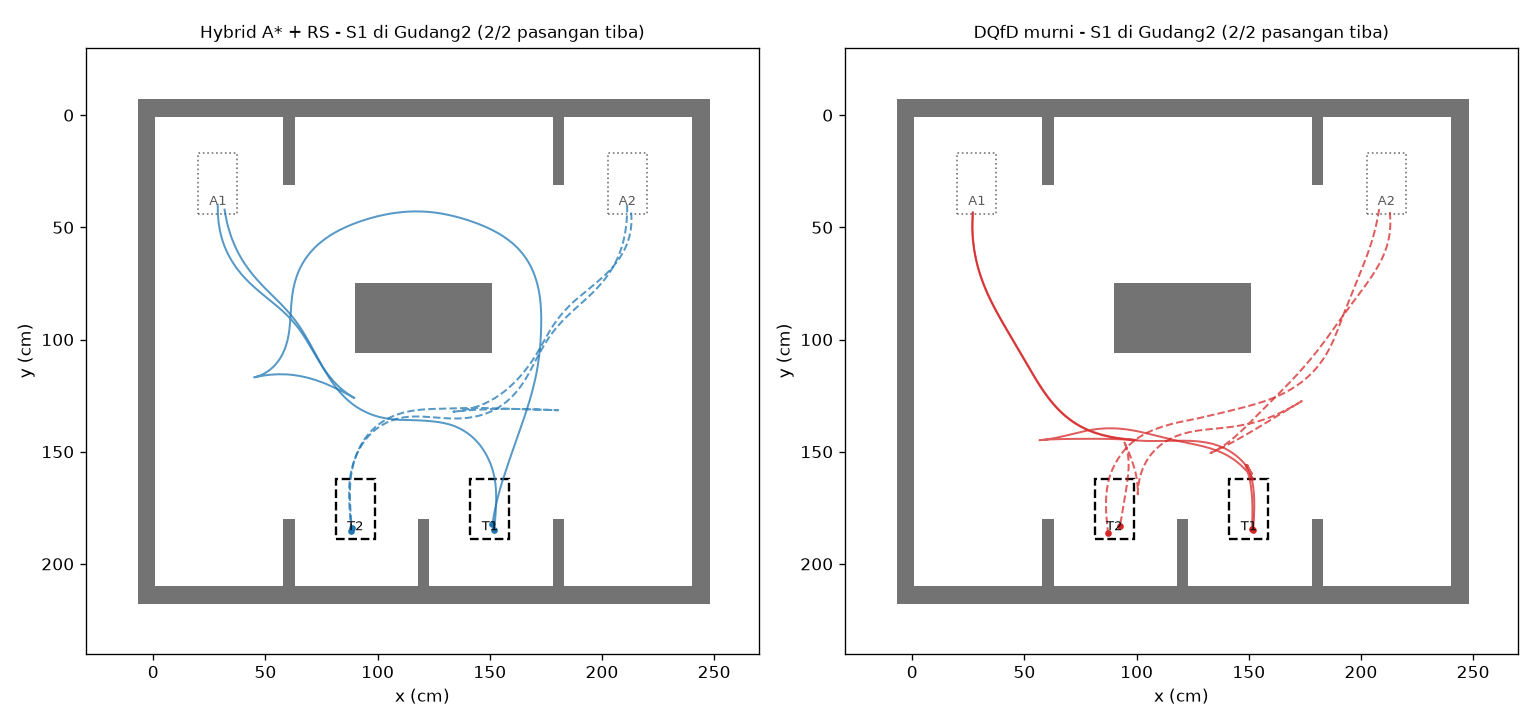 Hybrid A* + RS - S1 di Gudang2 (2/2 pasangan tiba)
0
50
100
150
200
y (cm)
A1
A2
T2
T1
0
50
100
150
200
250
x (cm)
DQfD murni - S1 di Gudang2 (2/2 pasangan tiba)
0
50
100
150
200
y (cm)
A1
A2
T2
T1
0
50
100
150
200
250
x (cm)